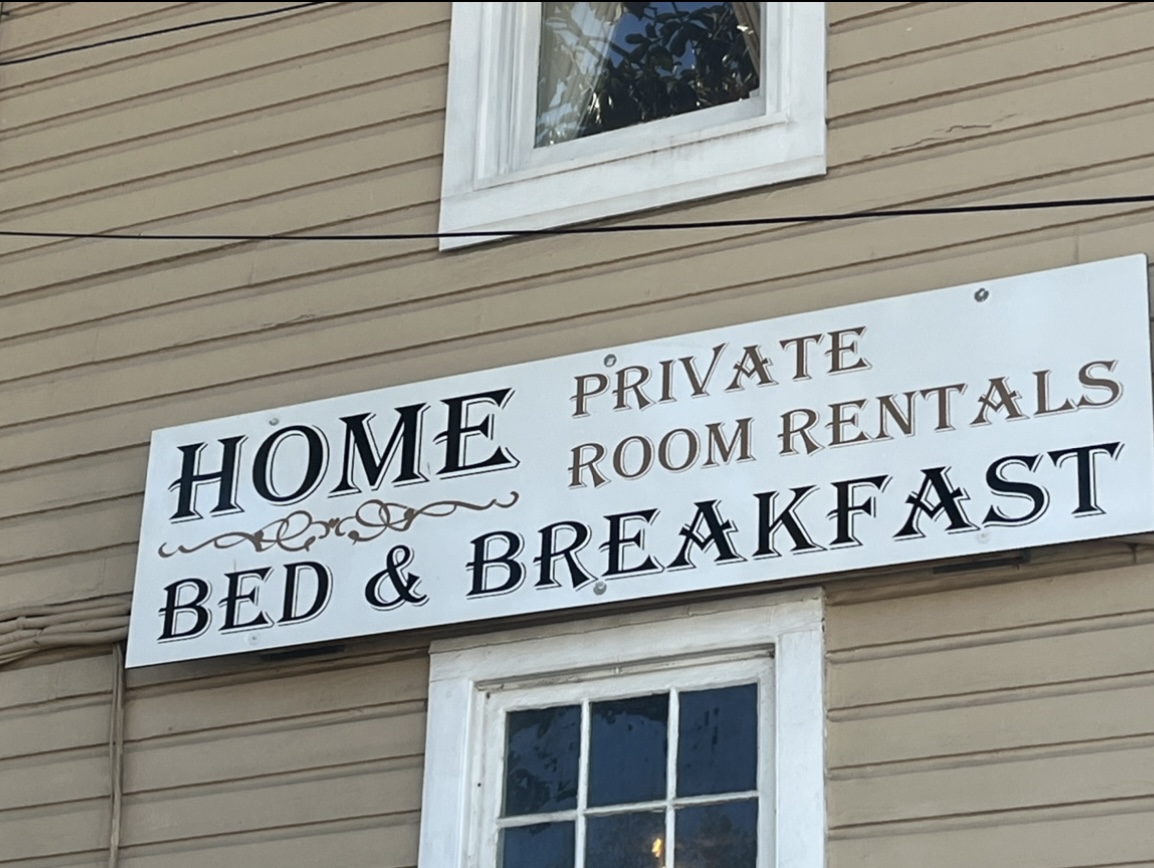 HOME
PRIVATE
ROOM RENTALS
BED & BREAKFAST